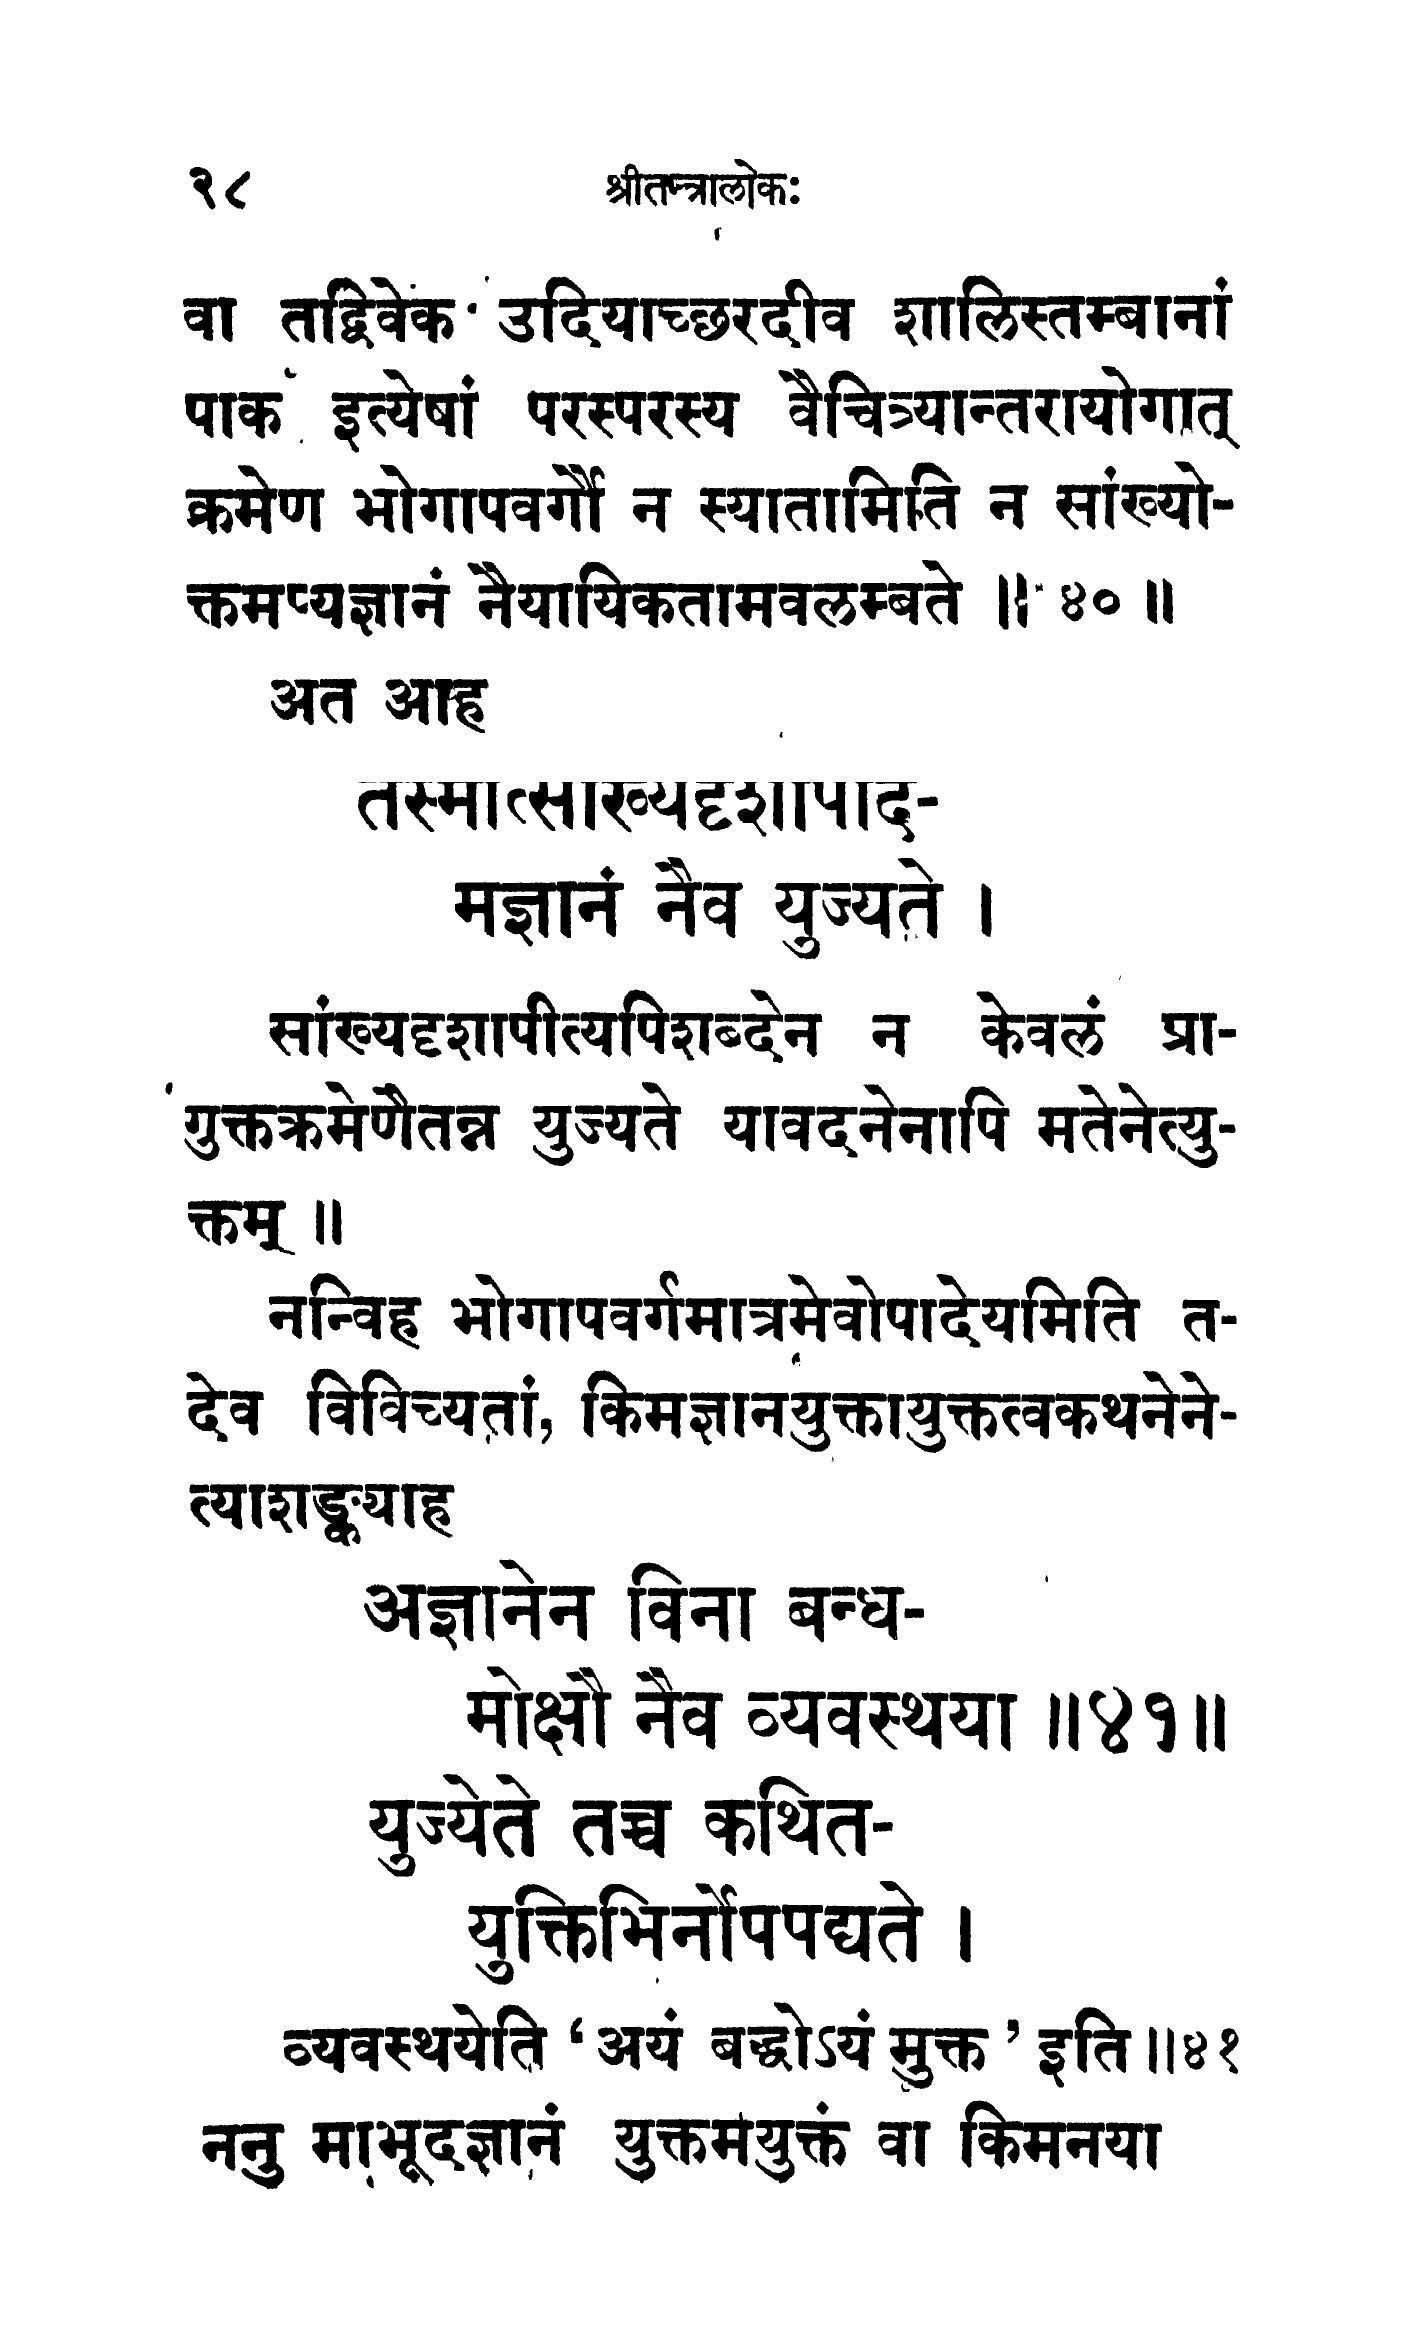 २८ श्रीतन्त्रालोकः
वा तद्विवेक उदियाच्छरदीव शालिस्तम्बानां
पाक इत्येषां परस्परस्य वैचित्र्यान्तरायोगात्
क्रमेण भोगापवर्गौ न स्यातामिति न सांख्यो-
क्तमप्यज्ञानं नैयायिकतामवलम्बते ॥ ४० ॥
अत आह
तस्मात्सांख्यदृशापीद-
मज्ञानं नैव युज्यते ।
सांख्यदृशापीत्यपिशब्देन न केवलं प्रा-
गुक्तक्रमेणैतन्न युज्यते यावदनेनापि मतेनेत्यु-
क्तम् ॥
नन्विह भोगापवर्गमात्रमेवोपादेयमिति त-
देव विविच्यतां, किमज्ञानयुक्तायुक्तत्वकथनेने-
त्याशङ्कयाह
अज्ञानेन विना बन्ध-
मोक्षौ नैव व्यवस्थया ॥४१॥
युज्येते तच्च कथित-
युक्तिभिर्नोपपद्यते ।
व्यवस्थयेति ‘ अयं बद्धोऽयं मुक्त ’ इति॥४१
ननु माभूदज्ञानं युक्तमयुक्तं वा किमनया